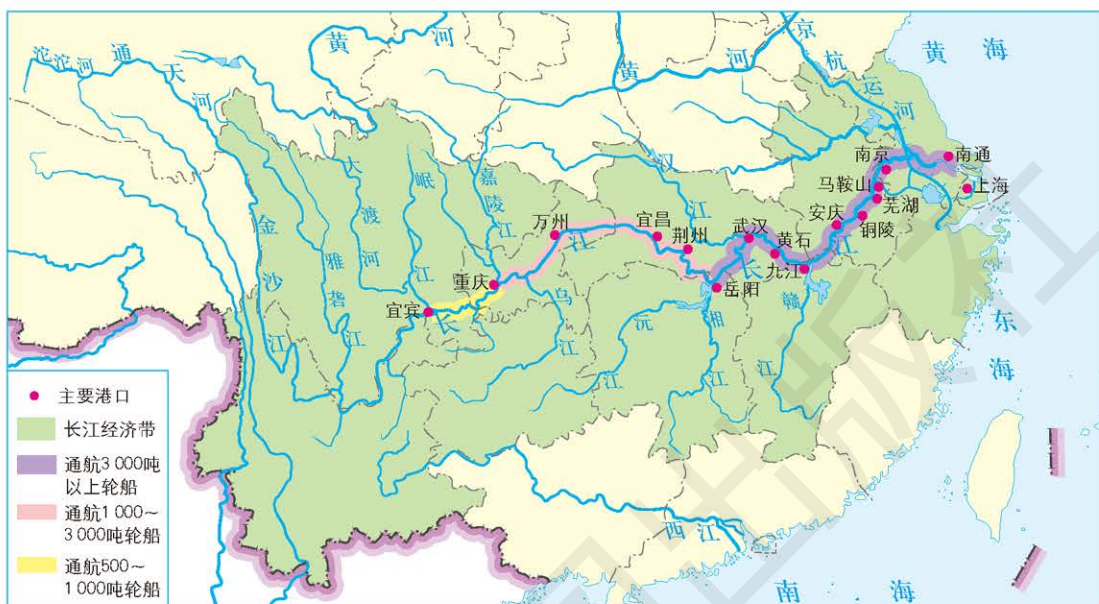 沱沱河
通天河
黄河
黄河
京杭运河
黄海
大渡河
岷江
嘉陵江
汉江
金沙江
雅砻江
万州
宜昌
荆州
武汉
黄石
九江
安庆
铜陵
芜湖
马鞍山
南京
南通
上海
重庆
宜宾
岳阳
长江
长江
乌江
沅江
湘江
赣江
东海
西江
南海
主要港口
长江经济带
通航3 000吨
以上轮船
通航1 000～
3 000吨轮船
通航500～
1 000吨轮船